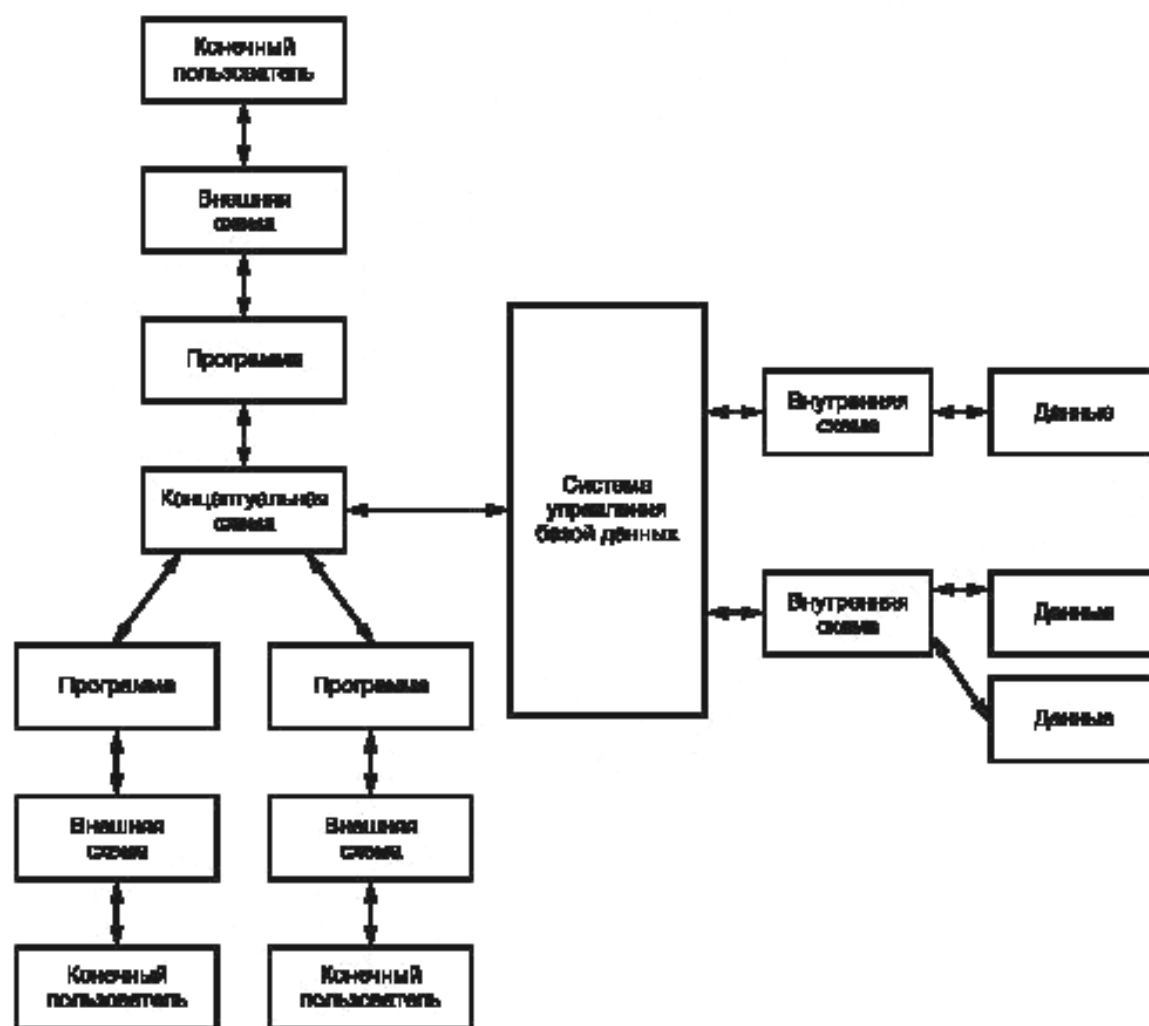 Конечный
пользователь
Внешняя
схема
Программа
Концептуальная
схема
Система
управления
базой данных
Внутренняя
схема
Данные
Внутренняя
схема
Данные
Данные
Программа
Программа
Внешняя
схема
Внешняя
схема
Конечный
пользователь
Конечный
пользователь